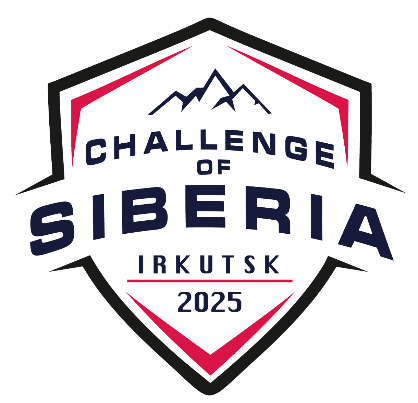 CHALLENGE
OF
SIBERIA
IRKUTSK
2025